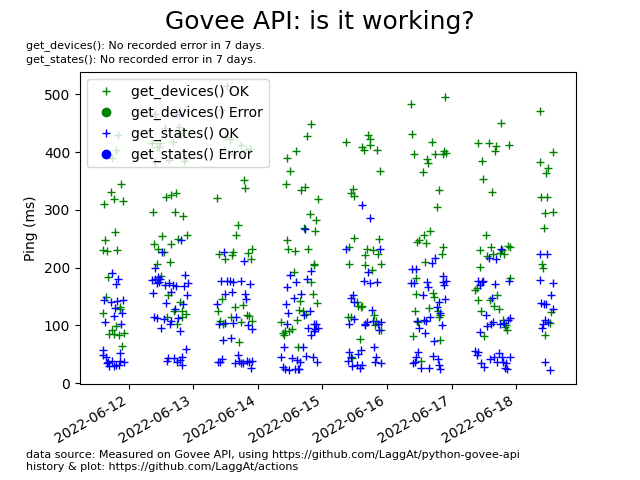 Govee API: is it working?
get_devices(): No recorded error in 7 days.
get_states(): No recorded error in 7 days.
get_devices() OK
get_devices() Error
get_states() OK
get_states() Error
500
400
300
200
100
0
Ping (ms)
2022-06-12
2022-06-13
2022-06-14
2022-06-15
2022-06-16
2022-06-17
2022-06-18
data source: Measured on Govee API, using https://github.com/LaggAt/python-govee-api
history & plot: https://github.com/LaggAt/actions